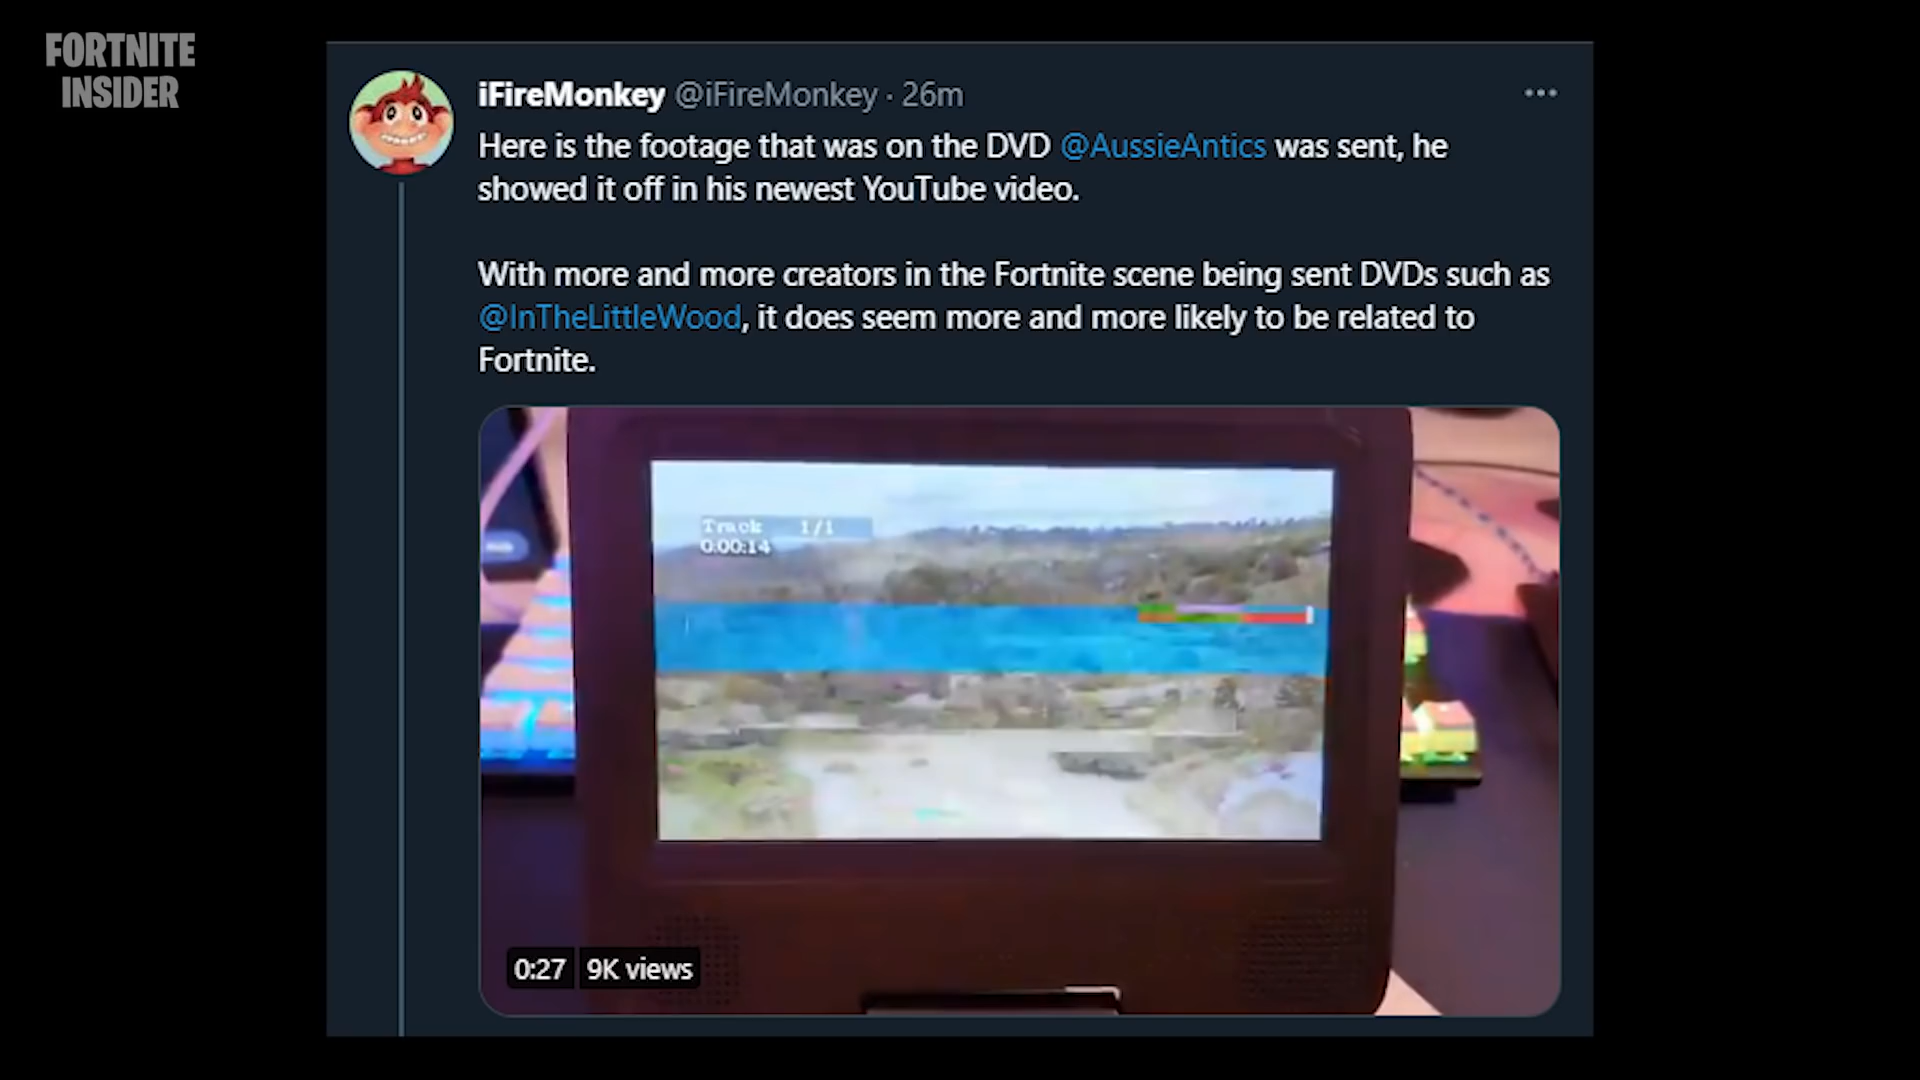 FORTNITE
INSIDER
iFireMonkey @iFireMonkey · 26m
Here is the footage that was on the DVD @AussieAntics was sent, he
showed it off in his newest YouTube video.
With more and more creators in the Fortnite scene being sent DVDs such as
@InTheLittleWood, it does seem more and more likely to be related to
Fortnite.
Track 1/1
0:00:14
0:27 9K views